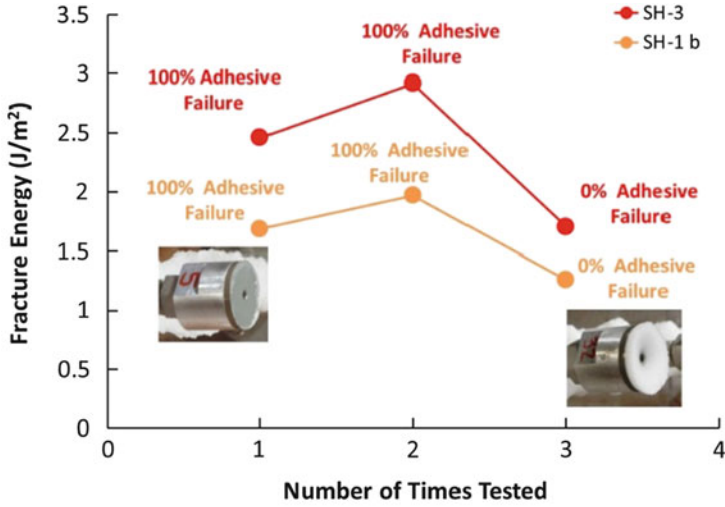 3.5
3
2.5
2
1.5
1
0.5
0
Fracture Energy (J/m²)
SH-3
SH-1 b
100% Adhesive
Failure
100% Adhesive
Failure
0% Adhesive
Failure
100% Adhesive
Failure
100% Adhesive
Failure
0% Adhesive
Failure
0
1
2
3
4
Number of Times Tested